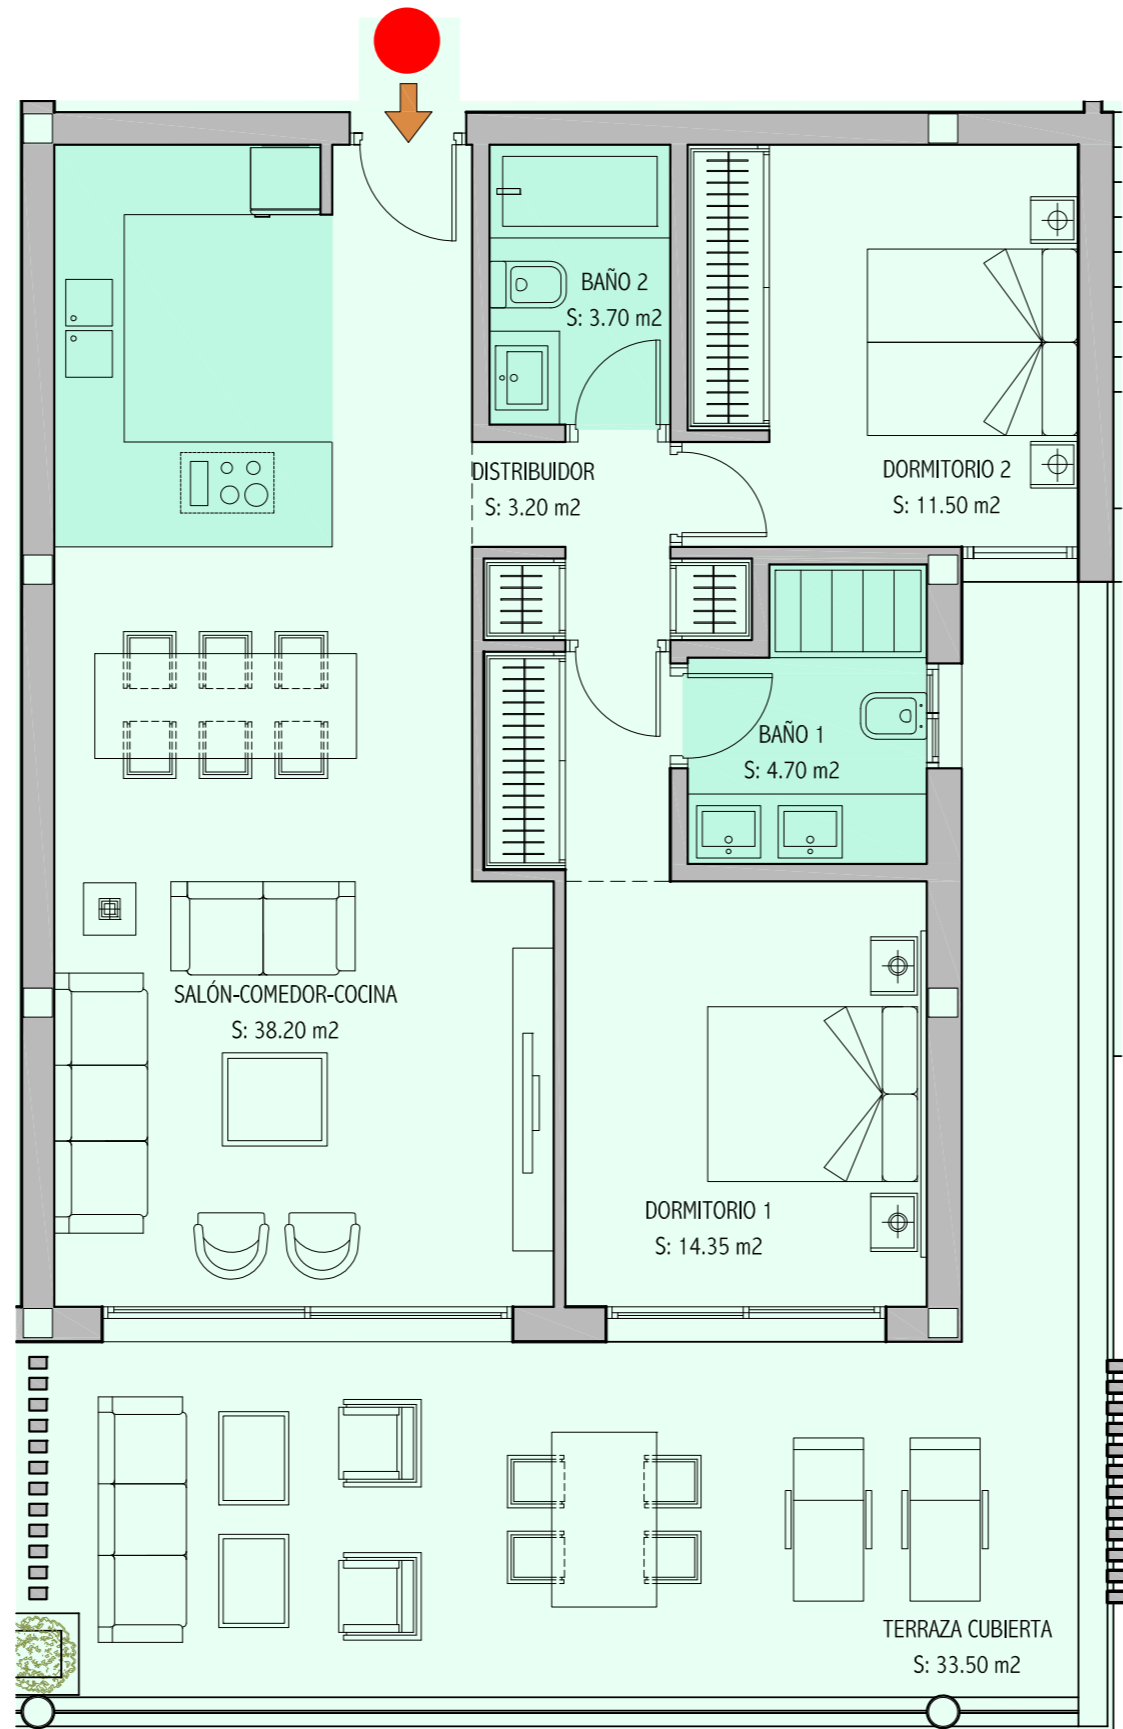 BAÑO 2
S: 3.70 m2
DISTRIBUIDOR
S: 3.20 m2
DORMITORIO 2
S: 11.50 m2
BAÑO 1
S: 4.70 m2
SALÓN-COMEDOR-COCINA
S: 38.20 m2
DORMITORIO 1
S: 14.35 m2
TERRAZA CUBIERTA
S: 33.50 m2